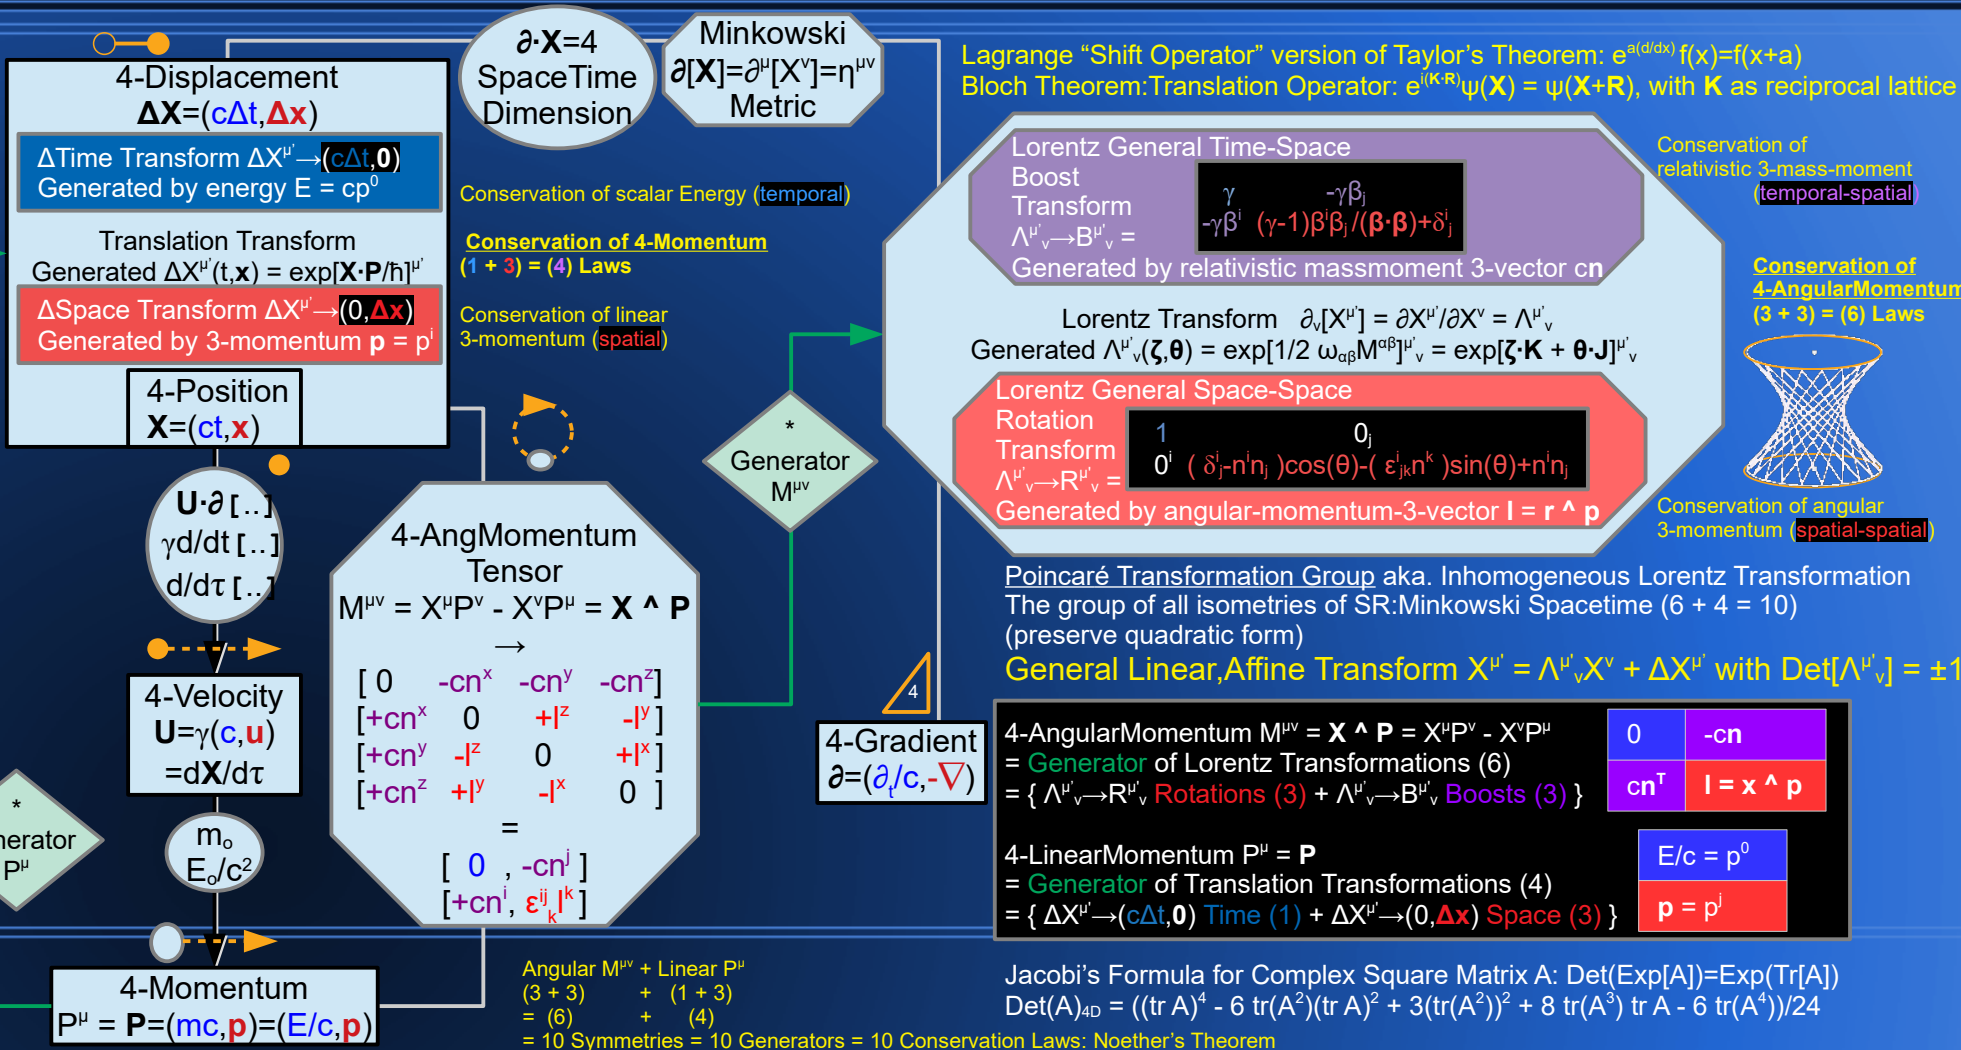 4-Displacement
ΔX=(cΔt,Δx)
ΔTime Transform ΔX^μ'→(cΔt,0)
Generated by energy E = cp⁰
Translation Transform
Generated ΔX^μ'(t,x) = exp[X·P/ħ]^μ'
ΔSpace Transform ΔX^μ'→(0,Δx)
Generated by 3-momentum p = pⁱ
4-Position
X=(ct,x)
U·∂[..]
γd/dt[..]
d/dτ[..]
4-Velocity
U=γ(c,u)
=dX/dτ
*
nerator
P^μ
m₀
E₀/c²
4-Momentum
P^μ = P=(mc,p)=(E/c,p)
∂·X=4
SpaceTime
Dimension
Minkowski
∂[X]=∂^μ[X^ν]=η^μν
Metric
Conservation of scalar Energy (temporal)
Conservation of 4-Momentum
(1 + 3) = (4) Laws
Conservation of linear
3-momentum (spatial)
4-AngMomentum
Tensor
M^μν = X^μP^ν - X^νP^μ = X ^ P
→
[ 0 -cn^x -cn^y -cn^z]
[+cn^x 0 +l^z -l^y ]
[+cn^y -l^z 0 +l^x ]
[+cn^z +l^y -l^x 0 ]
=
[ 0 , -cn^j ]
[+cn^i, ε^ij_k l^k ]
*
Generator
M^μν
4
4-Gradient
∂=(∂_t/c,-∇)
Angular M^μν + Linear P^μ
(3 + 3) + (1 + 3)
= (6) + (4)
= 10 Symmetries = 10 Generators = 10 Conservation Laws: Noether's Theorem
Lagrange “Shift Operator” version of Taylor’s Theorem: e^a(d/dx) f(x)=f(x+a)
Bloch Theorem:Translation Operator: e^i(K·R)ψ(X) = ψ(X+R), with K as reciprocal lattice
Lorentz General Time-Space
Boost
Transform
Λ^μ'_ν→B^μ'_ν =
γ -γβ_j
-γβ^i (γ-1)β^iβ_j/(β·β)+δ^i_j
Generated by relativistic massmoment 3-vector cn
Lorentz Transform ∂_ν[X^μ'] = ∂X^μ'/∂X^ν = Λ^μ'_ν
Generated Λ^μ'_ν(ζ,θ) = exp[1/2 ω_αβM^αβ]^μ'_ν = exp[ζ·K + θ·J]^μ'_ν
Lorentz General Space-Space
Rotation
Transform
Λ^μ'_ν→R^μ'_ν =
1 0_j
0^i ( δ^i_j-n^in_j )cos(θ)-( ε^i_jk n^k )sin(θ)+n^in_j
Generated by angular-momentum-3-vector l = r ^ p
Conservation of
relativistic 3-mass-moment
(temporal-spatial)
Conservation of
4-AngularMomentum
(3 + 3) = (6) Laws
Conservation of angular
3-momentum (spatial-spatial)
Poincaré Transformation Group aka. Inhomogeneous Lorentz Transformation
The group of all isometries of SR:Minkowski Spacetime (6 + 4 = 10)
(preserve quadratic form)
General Linear,Affine Transform X^μ' = Λ^μ'_νX^ν + ΔX^μ' with Det[Λ^μ'_ν] = ±1
4-AngularMomentum M^μν = X ^ P = X^μP^ν - X^νP^μ
= Generator of Lorentz Transformations (6)
= { Λ^μ'_ν→R^μ'_ν Rotations (3) + Λ^μ'_ν→B^μ'_ν Boosts (3) }
0 -cn
cn^T l = x ^ p
4-LinearMomentum P^μ = P
= Generator of Translation Transformations (4)
= { ΔX^μ'→(cΔt,0) Time (1) + ΔX^μ'→(0,Δx) Space (3) }
E/c = p⁰
p = p^j
Jacobi’s Formula for Complex Square Matrix A: Det(Exp[A])=Exp(Tr[A])
Det(A)_4D = ((tr A)⁴ - 6 tr(A²)(tr A)² + 3(tr(A²))² + 8 tr(A³) tr A - 6 tr(A⁴))/24